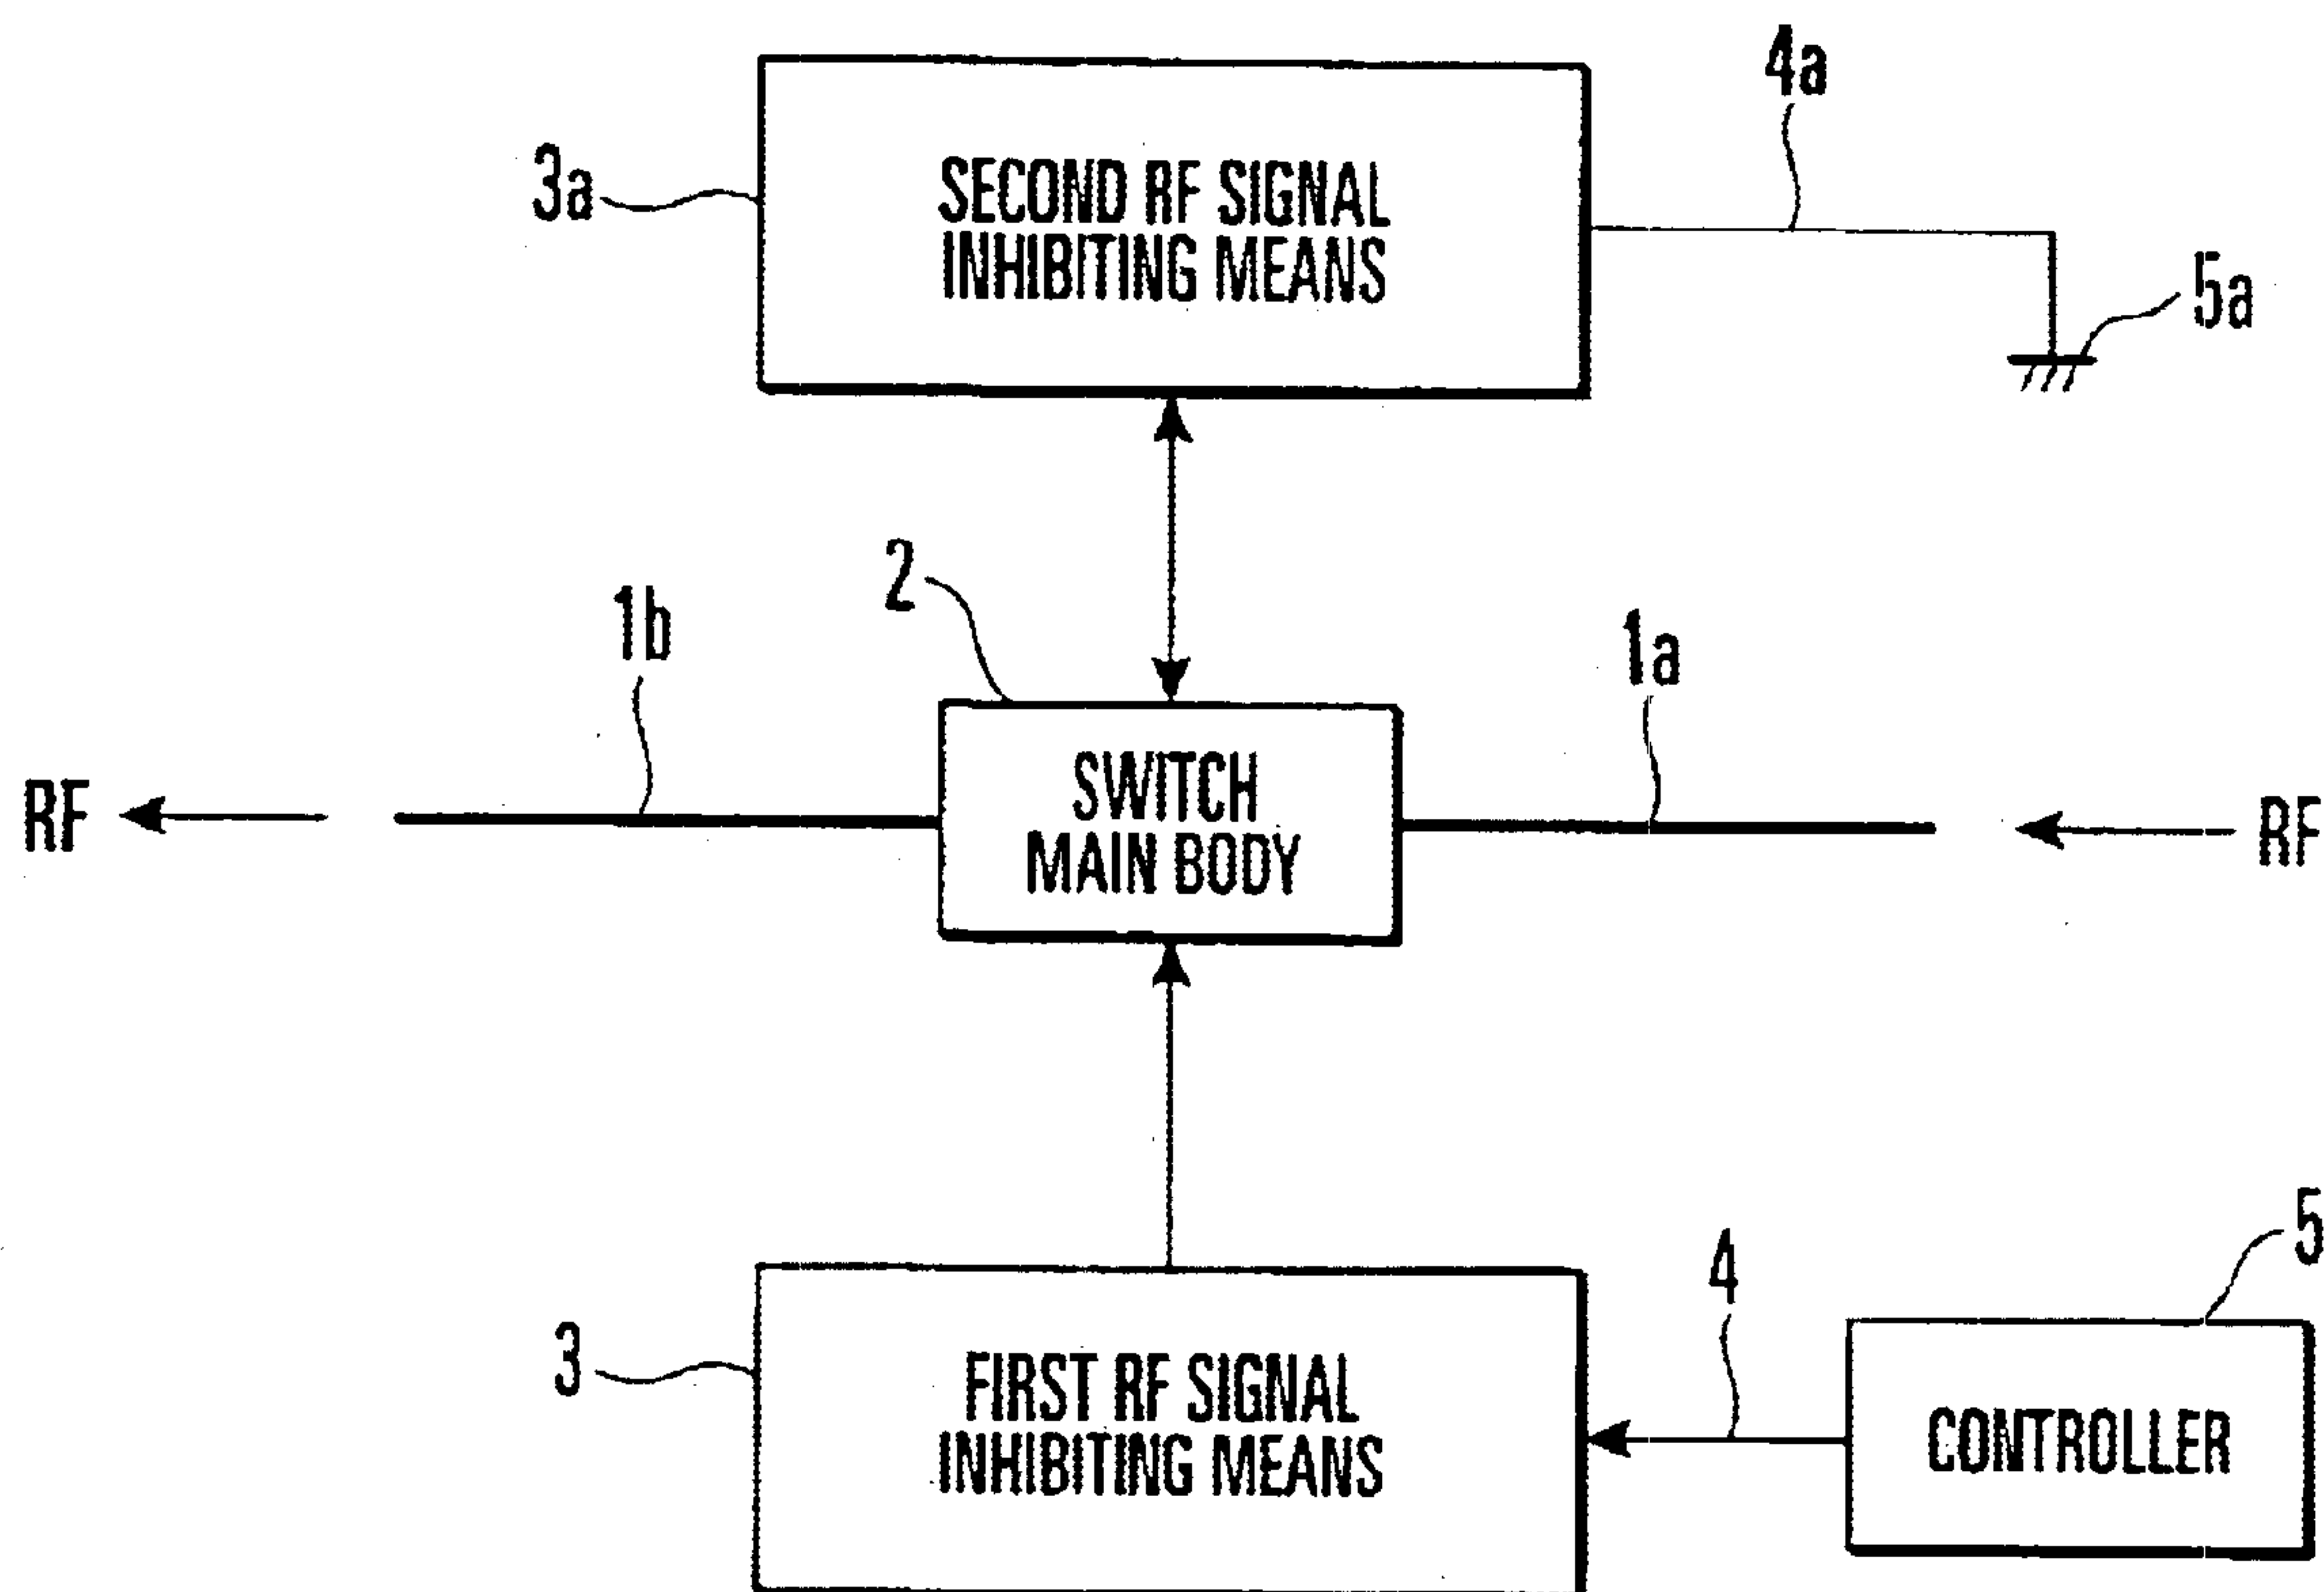 4a
3a
SECOND RF SIGNAL
INHIBITING MEANS
5a
2
1b
1a
RF
SWITCH
MAIN BODY
RF
5
4
3
FIRST RF SIGNAL
INHIBITING MEANS
CONTROLLER